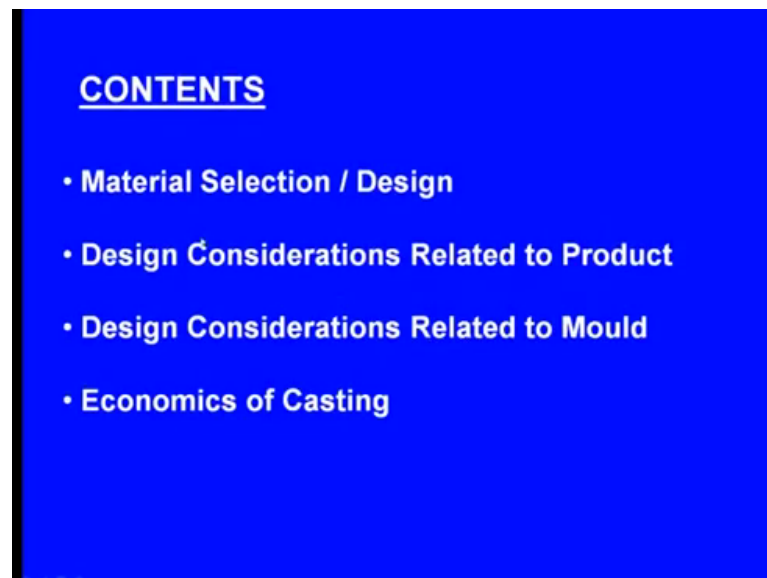 CONTENTS
• Material Selection / Design
• Design Considerations Related to Product
• Design Considerations Related to Mould
• Economics of Casting